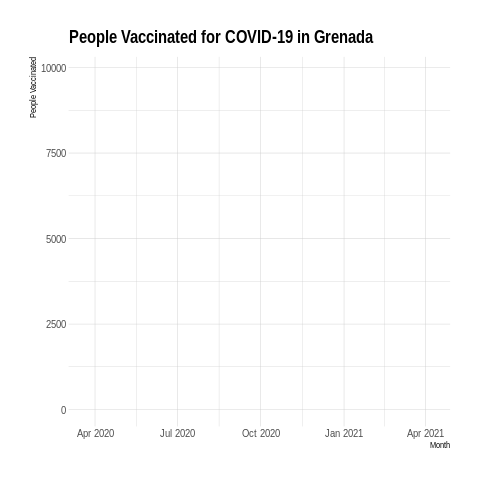 People Vaccinated for COVID-19 in Grenada
People Vaccinated
10000
7500
5000
2500
0
Apr 2020
Jul 2020
Oct 2020
Jan 2021
Apr 2021
Month